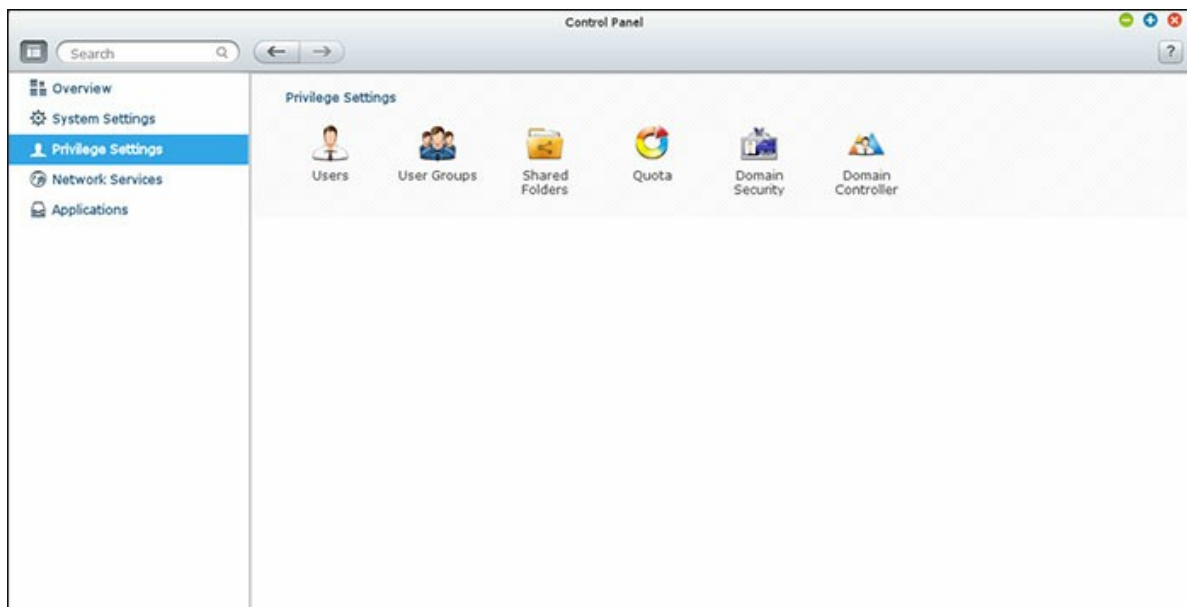 Control Panel
Search
?
Overview
System Settings
Privilege Settings
Network Services
Applications
Privilege Settings
Users
User Groups
Shared
Folders
Quota
Domain
Security
Domain
Controller